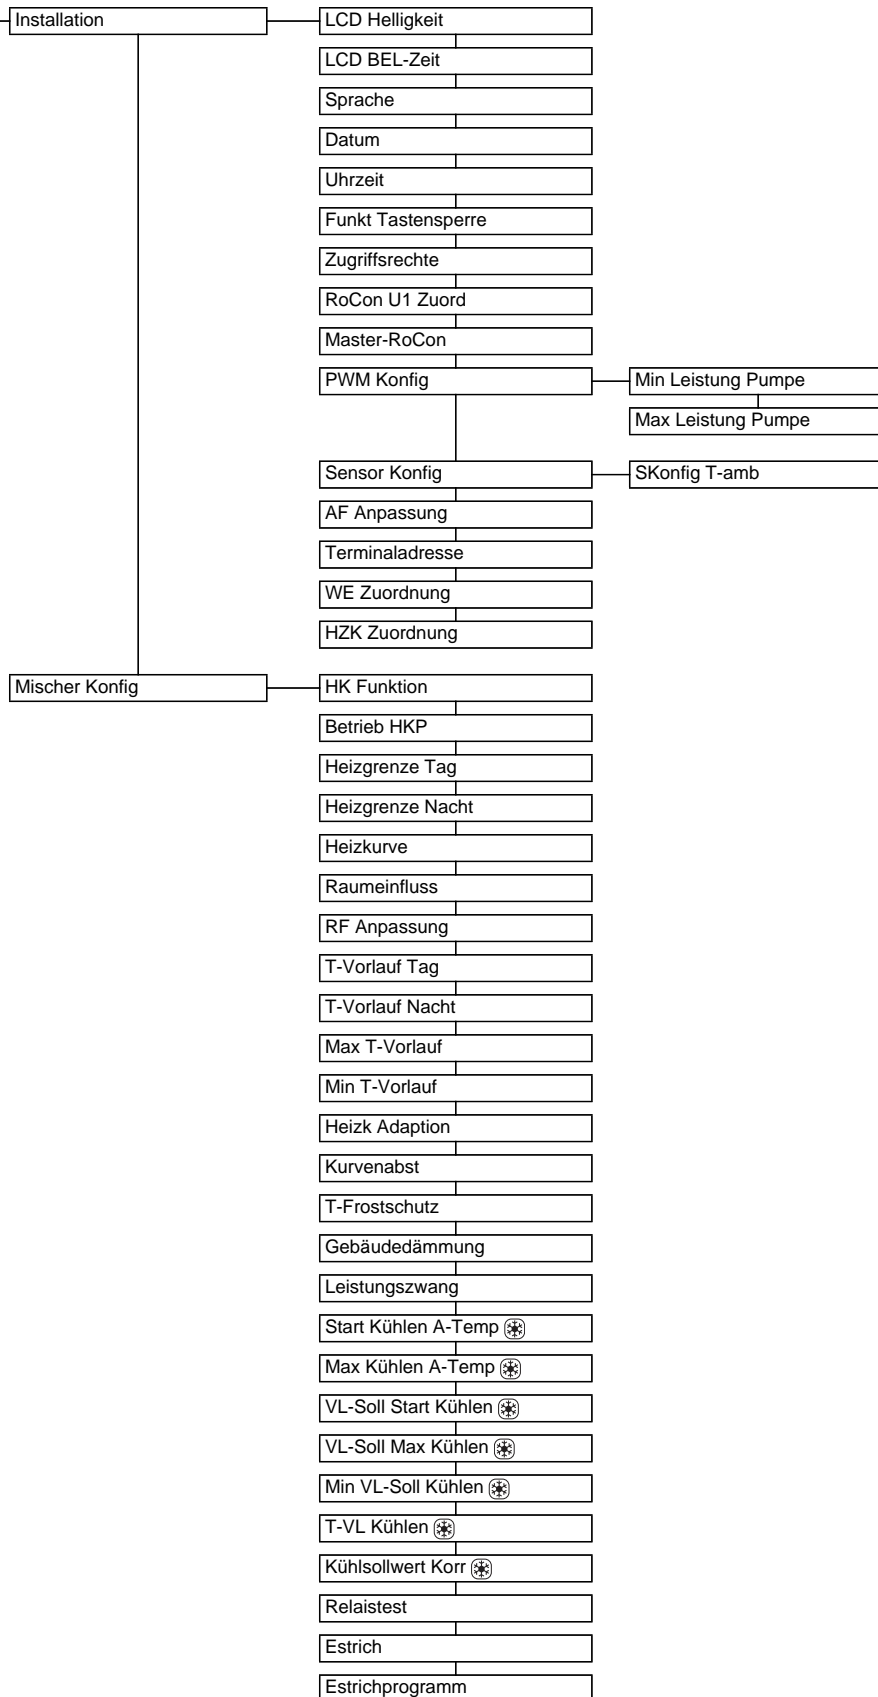 Installation
LCD Helligkeit
LCD BEL-Zeit
Sprache
Datum
Uhrzeit
Funkt Tastensperre
Zugriffsrechte
RoCon U1 Zuord
Master-RoCon
PWM Konfig
Min Leistung Pumpe
Max Leistung Pumpe
Sensor Konfig
SKonfig T-amb
AF Anpassung
Terminaladresse
WE Zuordnung
HZK Zuordnung
Mischer Konfig
HK Funktion
Betrieb HKP
Heizgrenze Tag
Heizgrenze Nacht
Heizkurve
Raumeinfluss
RF Anpassung
T-Vorlauf Tag
T-Vorlauf Nacht
Max T-Vorlauf
Min T-Vorlauf
Heizk Adaption
Kurvenabst
T-Frostschutz
Gebäudedämmung
Leistungszwang
Start Kühlen A-Temp
Max Kühlen A-Temp
VL-Soll Start Kühlen
VL-Soll Max Kühlen
Min VL-Soll Kühlen
T-VL Kühlen
Kühlsollwert Korr
Relaistest
Estrich
Estrichprogramm